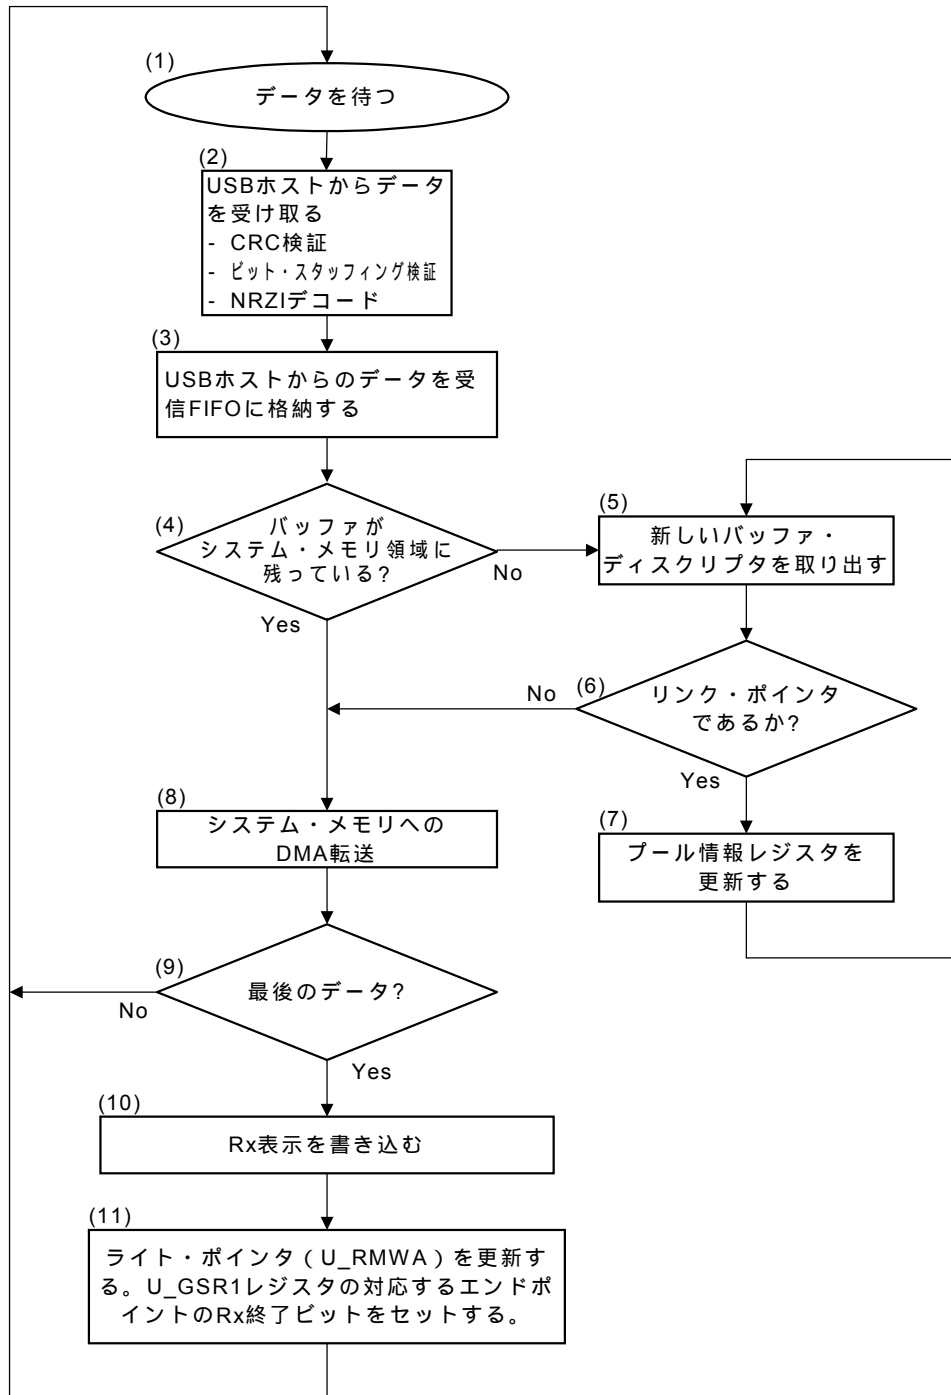 (1)
データを待つ
(2)
USBホストからデータ
を受け取る
- CRC検証
- ビット・スタッフィング検証
- NRZIデコード
(3)
USBホストからのデータを受
信FIFOに格納する
(4)
バッファが
システム・メモリ領域に
残っている?
No
Yes
(5)
新しいバッファ・
ディスクリプタを取り出す
(6)
リンク・ポインタ
であるか?
No
Yes
(7)
プール情報レジスタを
更新する
(8)
システム・メモリへの
DMA転送
(9)
最後のデータ?
No
Yes
(10)
Rx表示を書き込む
(11)
ライト・ポインタ(U_RMWA)を更新す
る。U_GSR1レジスタの対応するエンドポ
イントのRx終了ビットをセットする。